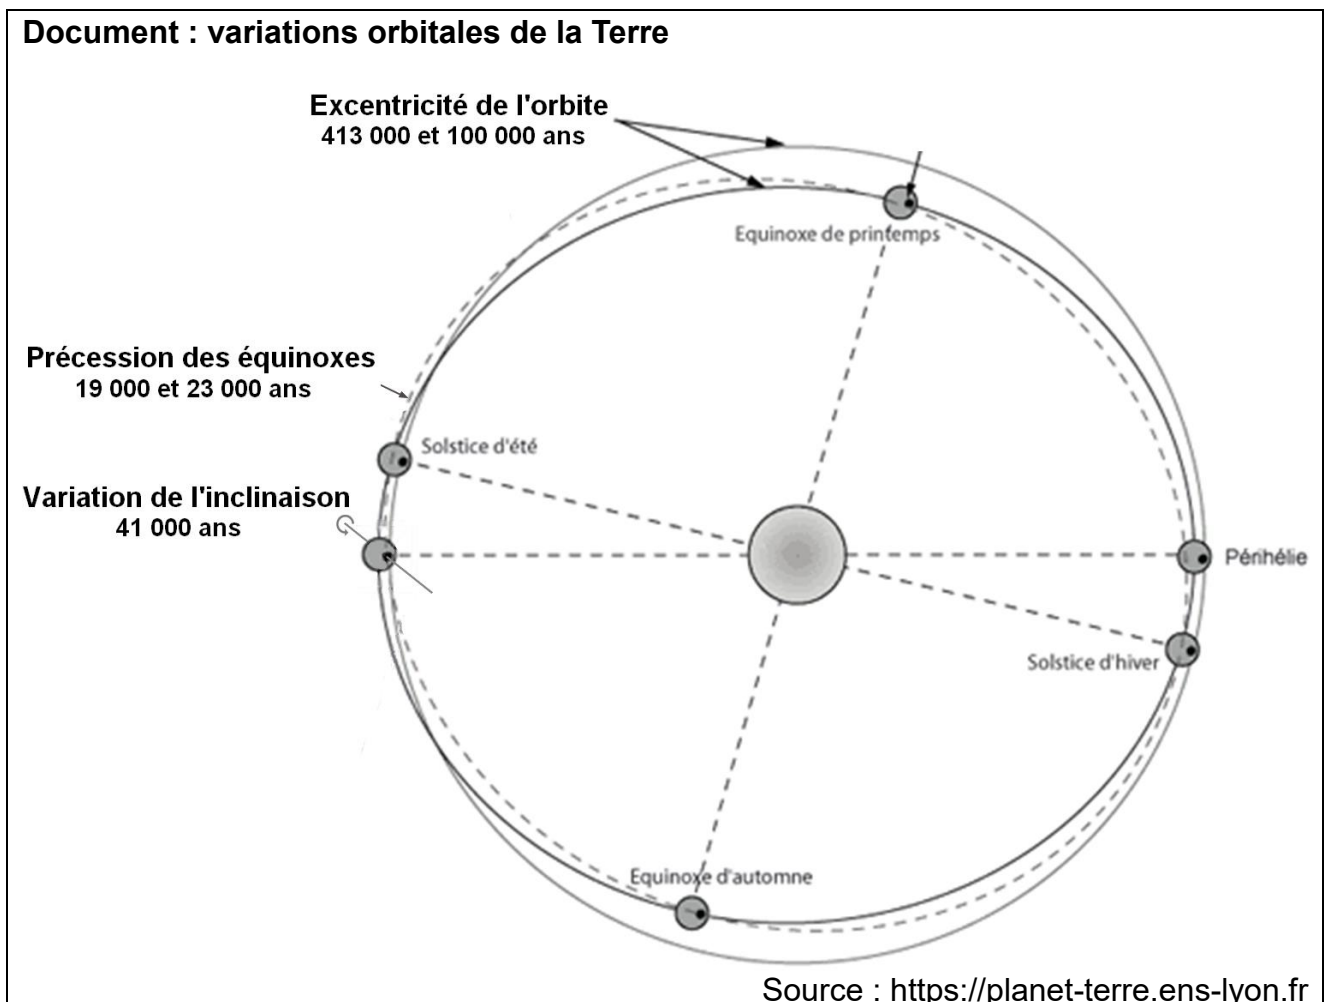 Document : variations orbitales de la Terre
Excentricité de l'orbite
413 000 et 100 000 ans
Equinoxe de printemps
Précession des équinoxes
19 000 et 23 000 ans
Solstice d'été
Variation de l'inclinaison
41 000 ans
Périhélie
Solstice d'hiver
Equinoxe d'automne
Source : https://planet-terre.ens-lyon.fr